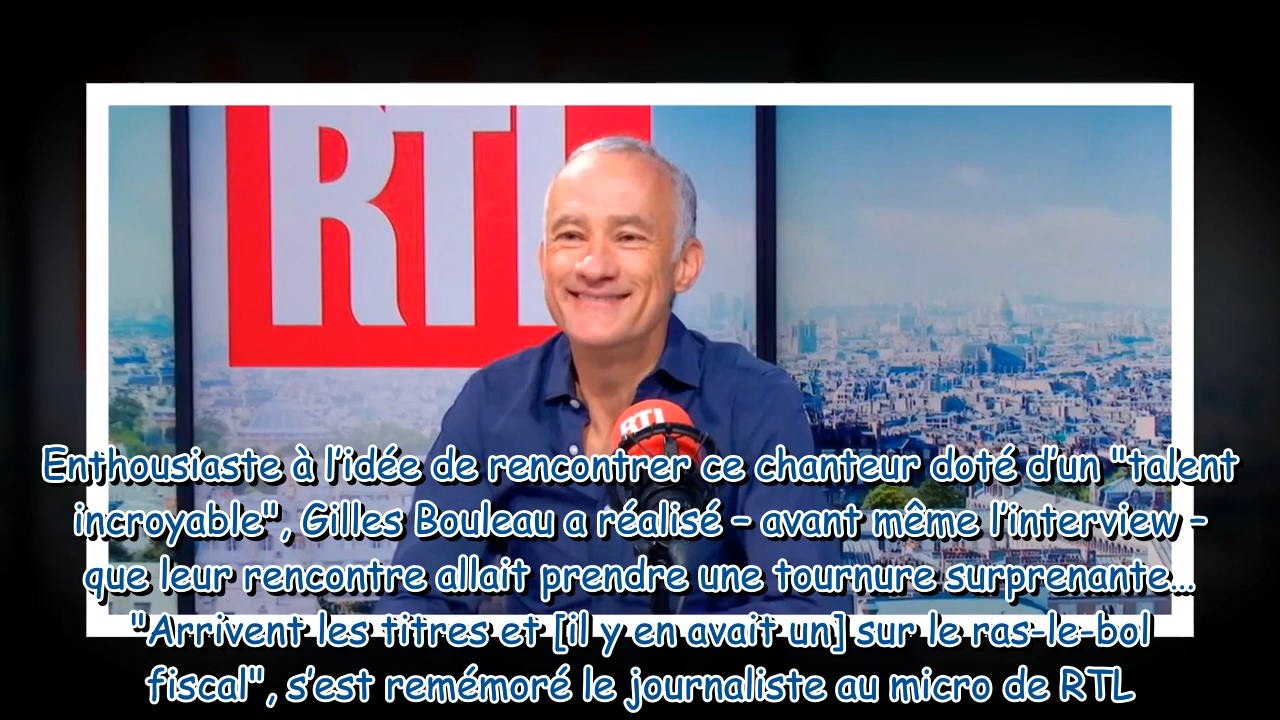 RTL
RTL
Enthousiaste à l'idée de rencontrer ce chanteur doté d'un "talent
incroyable", Gilles Bouleau a réalisé – avant même l'interview –
que leur rencontre allait prendre une tournure surprenante...
"Arrivent les titres et [il y en avait un] sur le ras-le-bol
fiscal", s'est remémoré le journaliste au micro de RTL